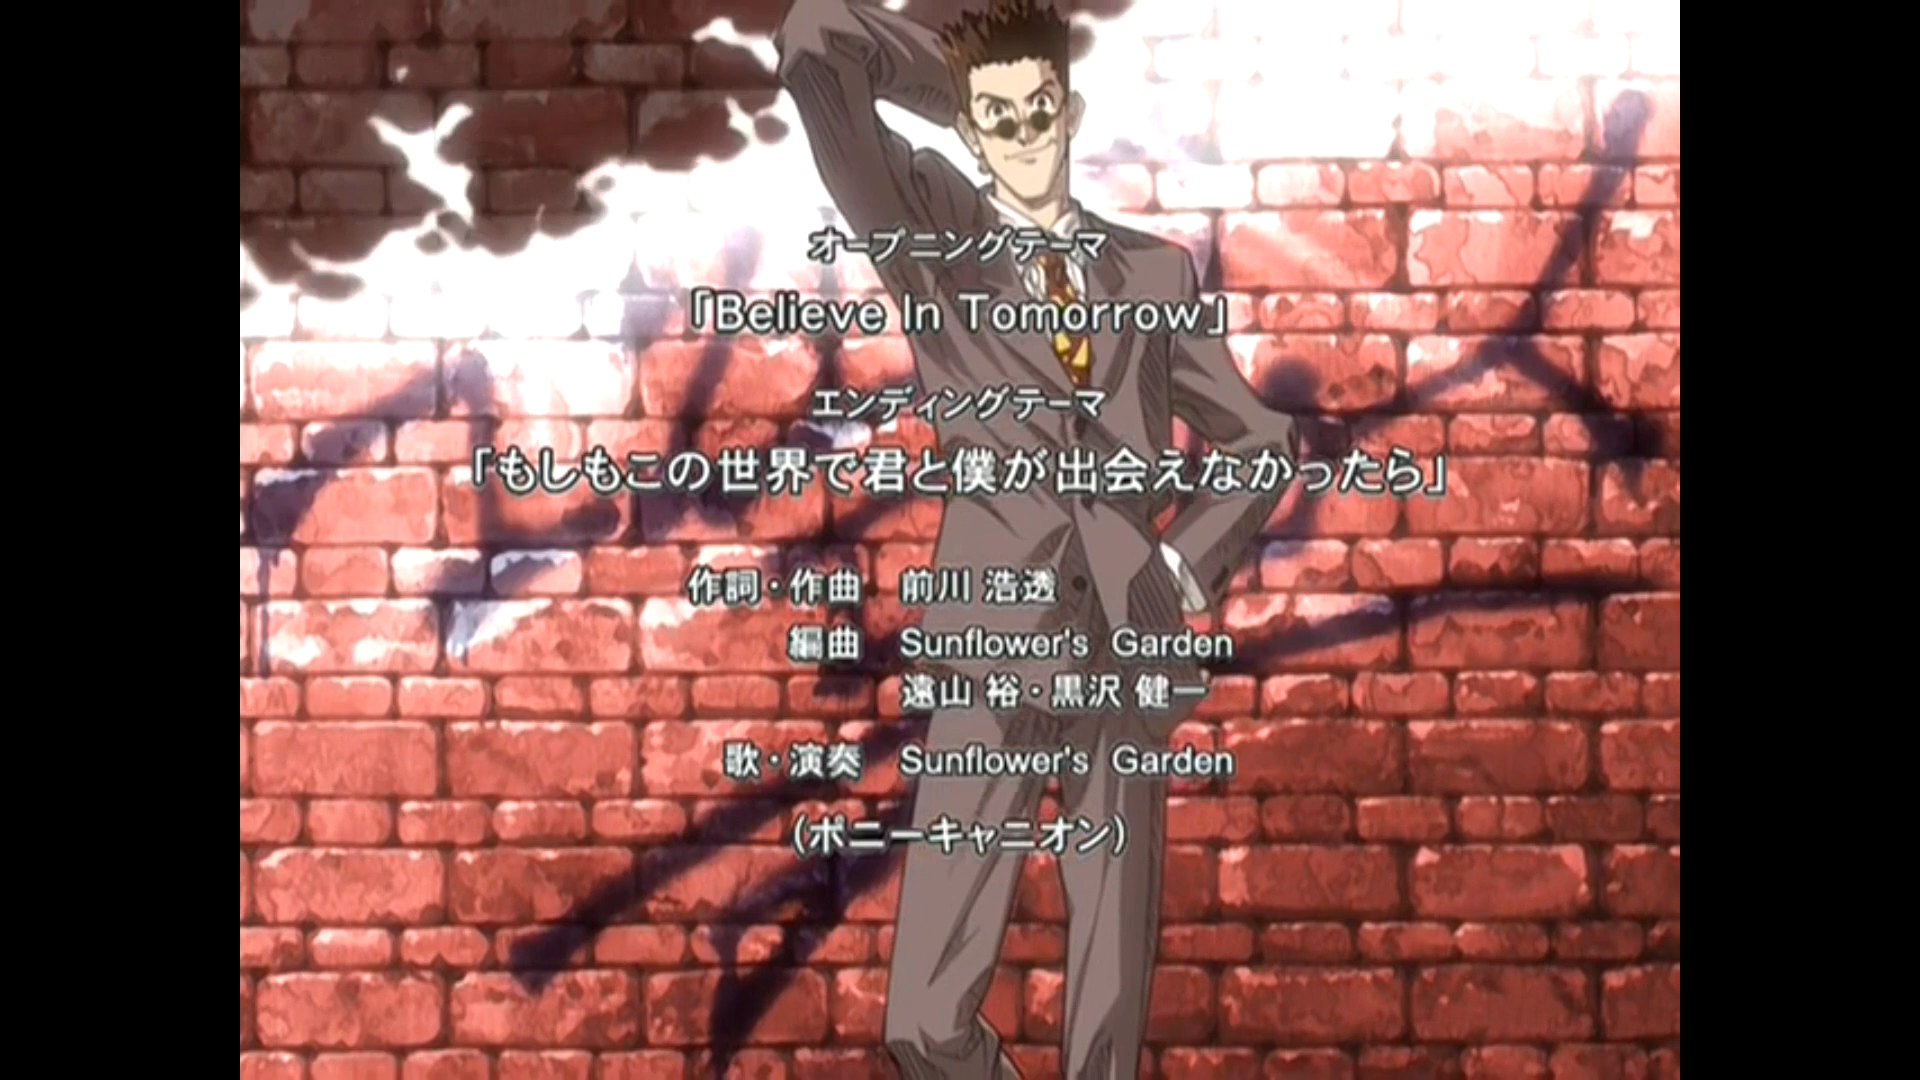 オープニングテーマ
「Believe In Tomorrow」
エンディングテーマ
「もしもこの世界で君と僕が出会えなかったら」
作詞・作曲 前川 浩透
編曲 Sunflower's Garden
遠山 裕・黒沢 健一
歌・演奏 Sunflower's Garden
(ポニーキャニオン)